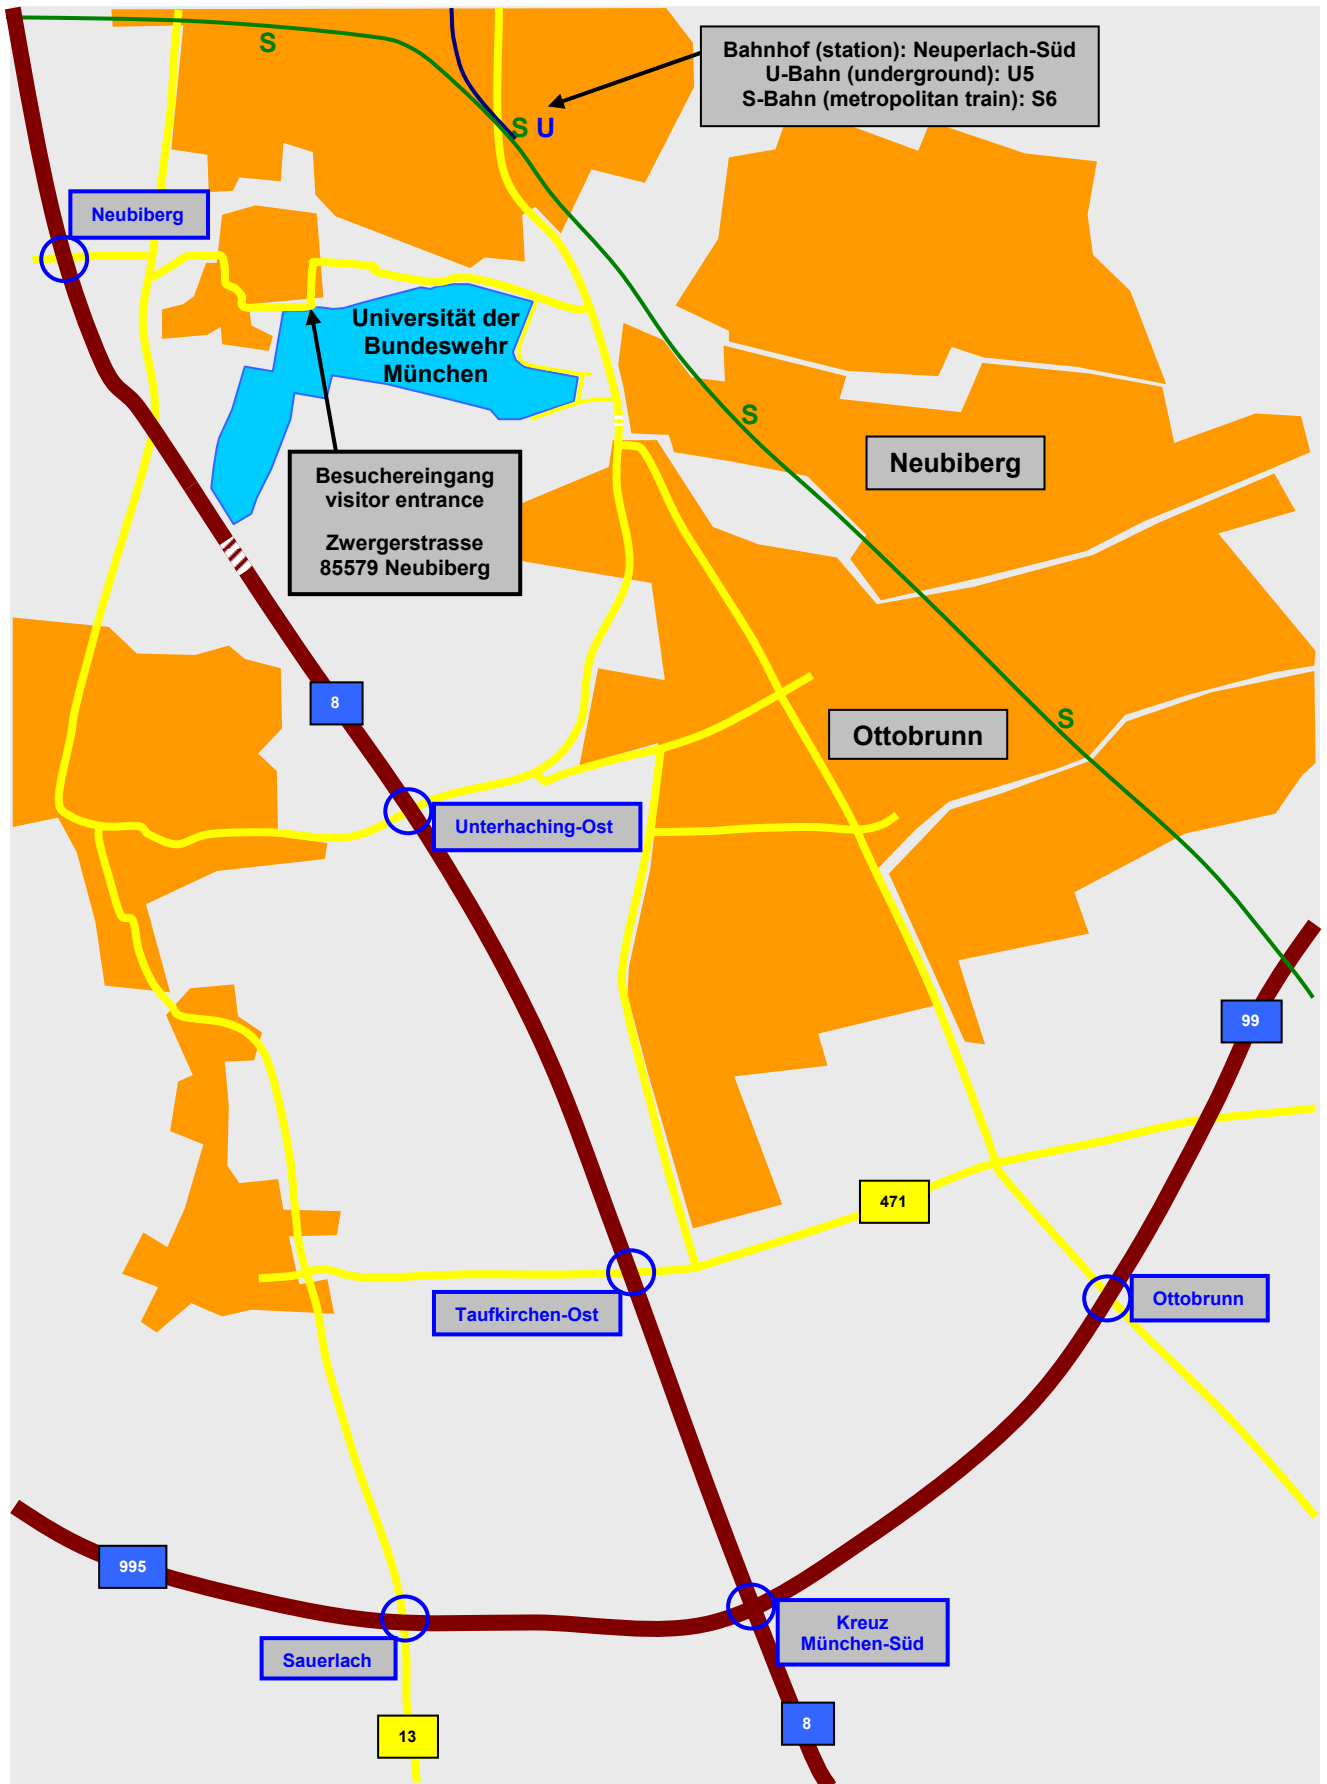 S
Bahnhof (station): Neuperlach-Süd
U-Bahn (underground): U5
S-Bahn (metropolitan train): S6
S U
Neubiberg
Universität der
Bundeswehr
München
S
Neubiberg
Besuchereingang
visitor entrance
Zwergerstrasse
85579 Neubiberg
8
S
Ottobrunn
Unterhaching-Ost
99
471
Taufkirchen-Ost
Ottobrunn
995
Kreuz
München-Süd
Sauerlach
8
13